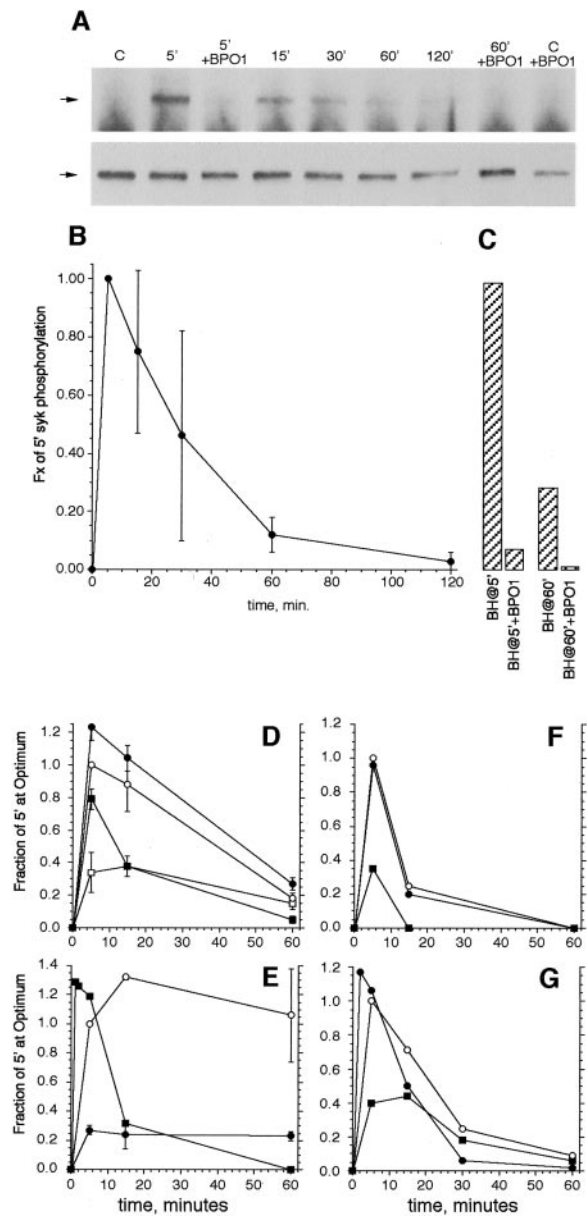 A
C 5' 5' +BPO1 15' 30' 60' 120' 60' +BPO1 C +BPO1
B
C
1.00
0.80
0.60
0.40
0.20
0.00
Fx of 5' syk phosphorylation
0 20 40 60 80 100 120
time, min.
BH@5'
BH@5'+BPO1
BH@60'
BH@60'+BPO1
D
1.2
1.0
0.8
0.6
0.4
0.2
0.0
Fraction of 5' at Optimum
0 10 20 30 40 50 60
F
1.2
1.0
0.8
0.6
0.4
0.2
0.0
0 10 20 30 40 50 60
E
1.4
1.2
1.0
0.8
0.6
0.4
0.2
0.0
Fraction of 5' at Optimum
0 10 20 30 40 50 60
time, minutes
G
1.2
1.0
0.8
0.6
0.4
0.2
0.0
0 10 20 30 40 50 60
time, minutes